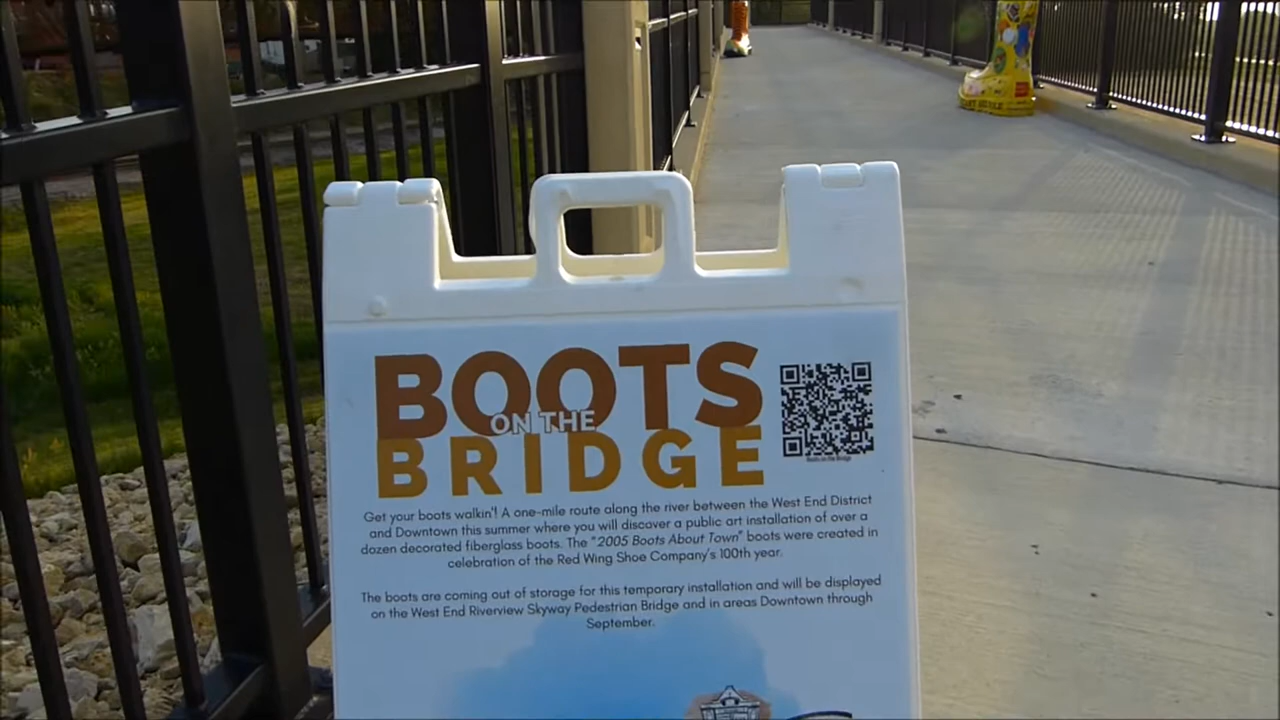 BOOTS
ON THE
BRIDGE
Get your boots walkin'! A one-mile route along the river between the West End District
and Downtown this summer where you will discover a public art installation of over a
dozen decorated fiberglass boots. The "2005 Boots About Town" boots were created in
celebration of the Red Wing Shoe Company's 100th year.
The boots are coming out of storage for this temporary installation and will be displayed
on the West End Riverview Skyway Pedestrian Bridge and in areas Downtown through
September.